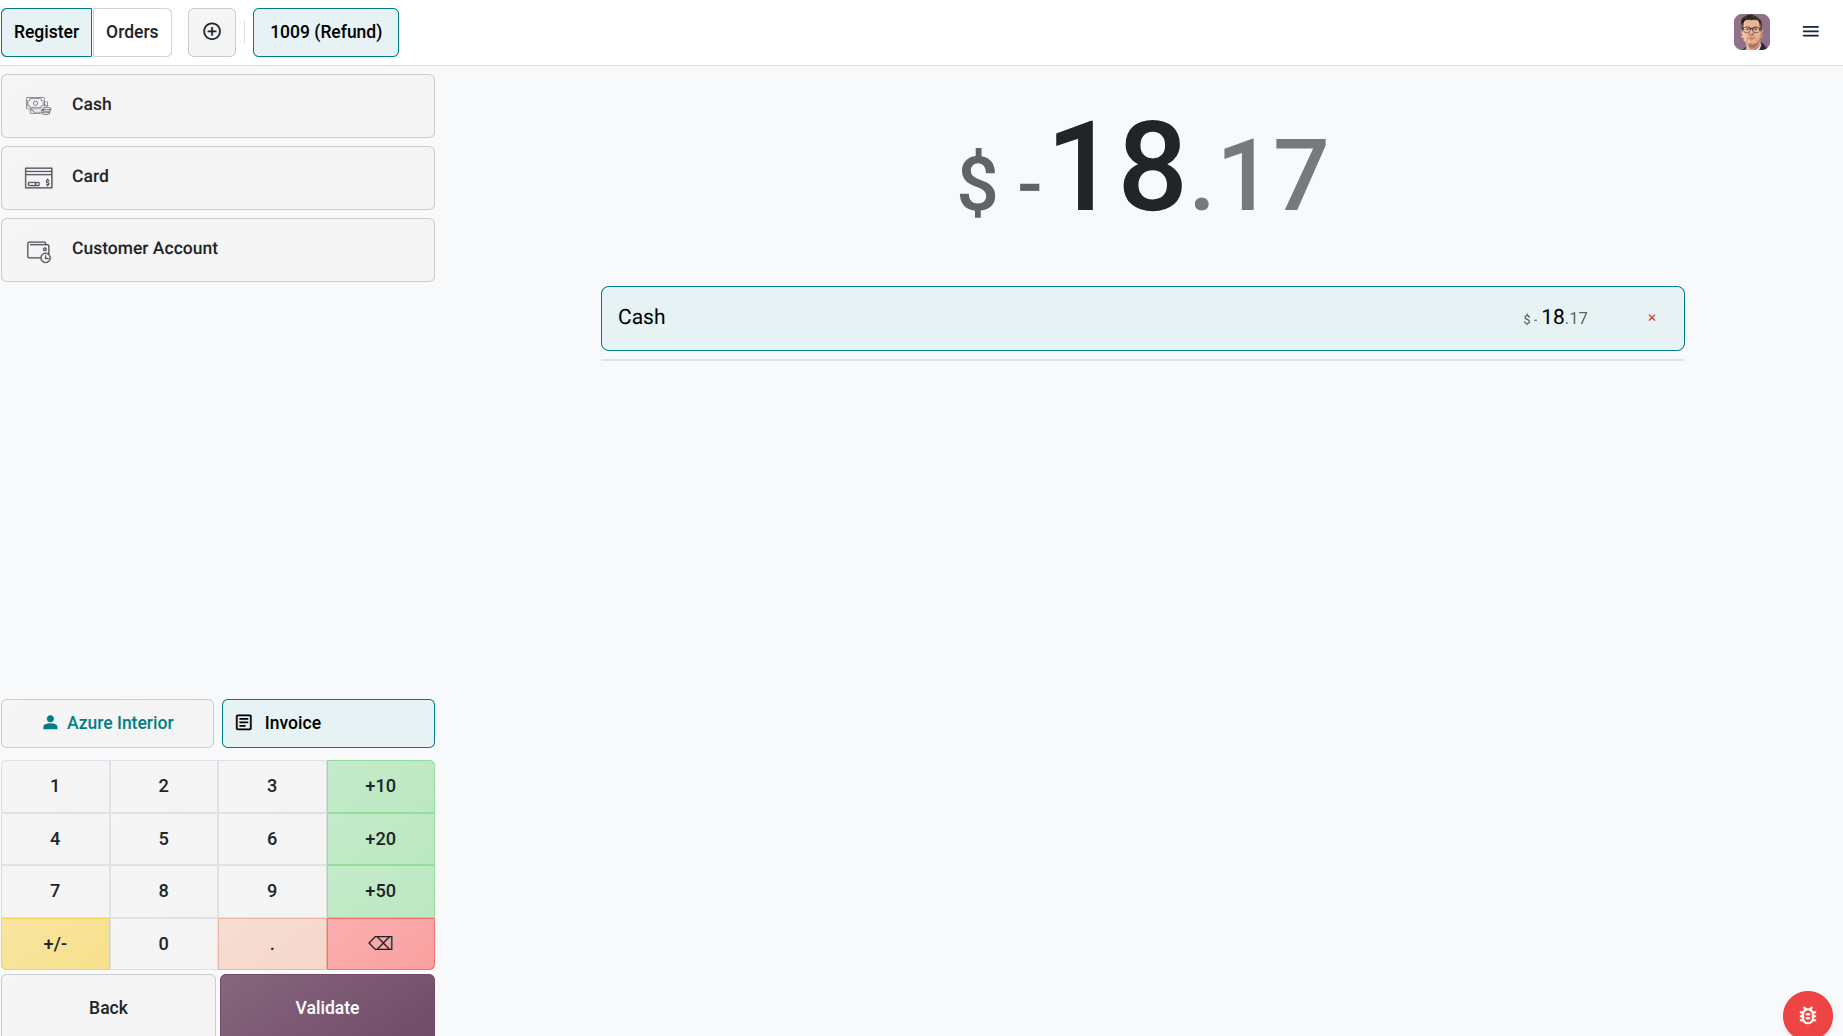 Register
Orders
1009 (Refund)
Cash
Card
Customer Account
$ -18.17
Cash
$ -18.17
×
Azure Interior
Invoice
1
2
3
+10
4
5
6
+20
7
8
9
+50
+/-
0
.
Back
Validate